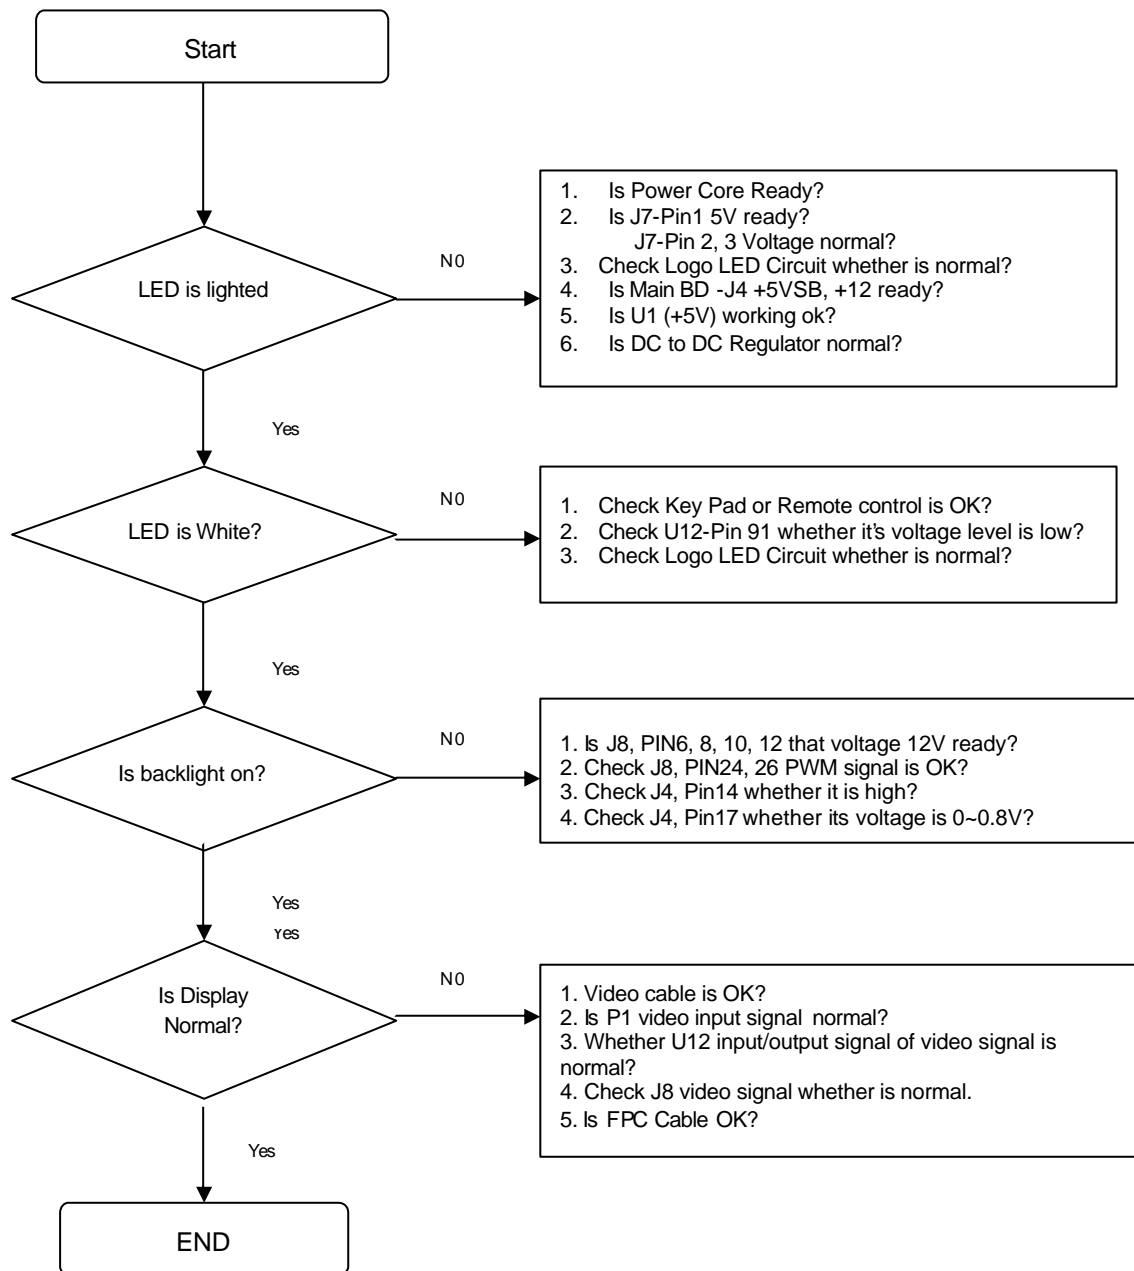 Start
LED is lighted
N0
1. Is Power Core Ready?
2. Is J7-Pin1 5V ready?
J7-Pin 2, 3 Voltage normal?
3. Check Logo LED Circuit whether is normal?
4. Is Main BD -J4 +5VSB, +12 ready?
5. Is U1 (+5V) working ok?
6. Is DC to DC Regulator normal?
Yes
LED is White?
N0
1. Check Key Pad or Remote control is OK?
2. Check U12-Pin 91 whether it's voltage level is low?
3. Check Logo LED Circuit whether is normal?
Yes
Is backlight on?
N0
1. Is J8, PIN6, 8, 10, 12 that voltage 12V ready?
2. Check J8, PIN24, 26 PWM signal is OK?
3. Check J4, Pin14 whether it is high?
4. Check J4, Pin17 whether its voltage is 0~0.8V?
Yes
Yes
Is Display
Normal?
N0
1. Video cable is OK?
2. Is P1 video input signal normal?
3. Whether U12 input/output signal of video signal is
normal?
4. Check J8 video signal whether is normal.
5. Is FPC Cable OK?
Yes
END